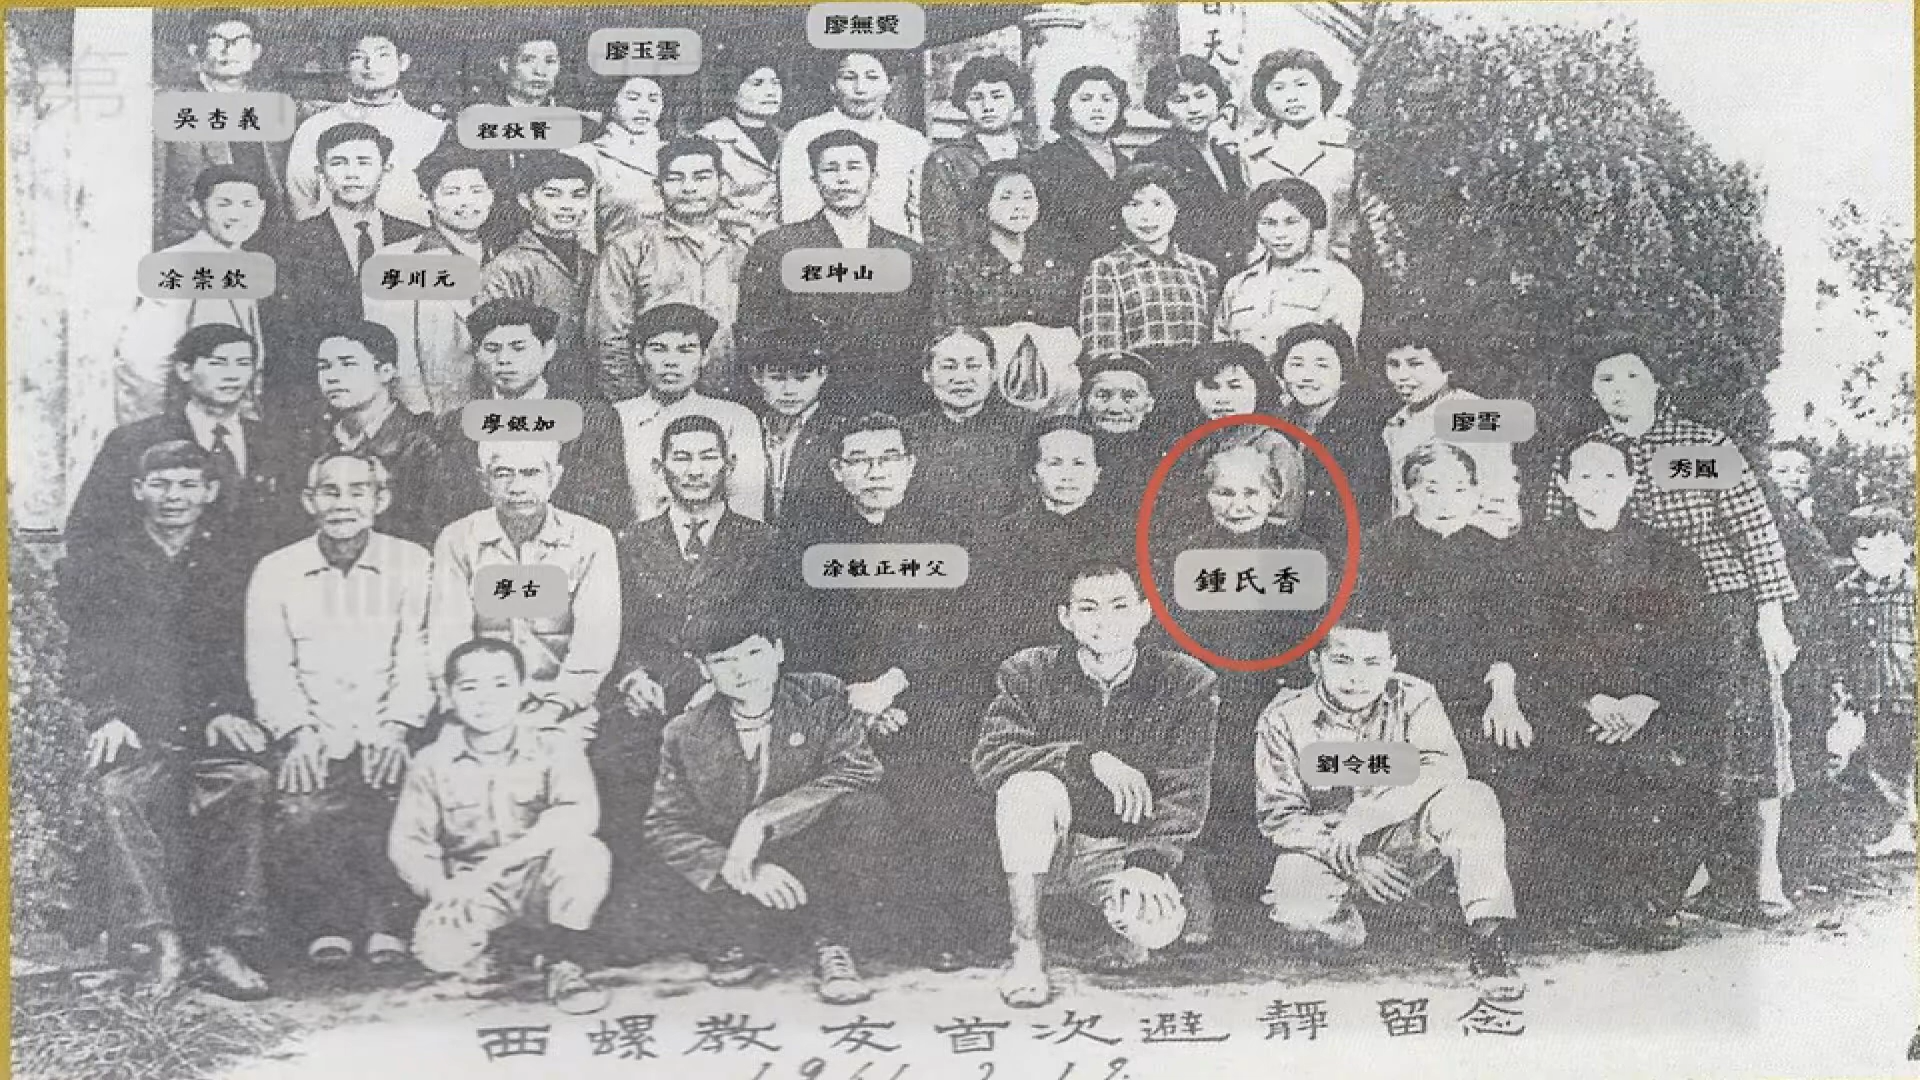 天
廖無愛
廖玉雲
吳杏義
程秋賢
凃崇欽
廖川元
程坤山
廖銀加
廖雪
秀鳳
涂敏正神父
鍾氏香
廖古
劉令棋
西螺教友首次避靜留念